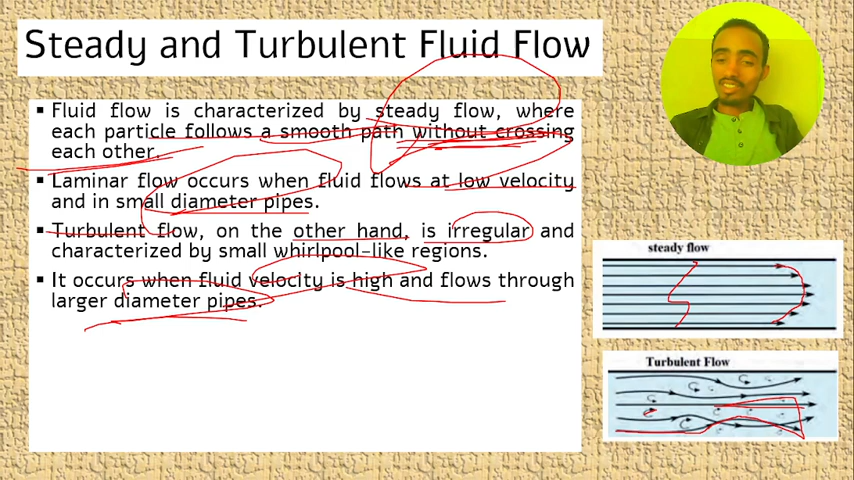 Steady and Turbulent Fluid Flow
▪ Fluid flow is characterized by steady flow, where
each particle follows a smooth path without crossing
each other.
▪ Laminar flow occurs when fluid flows at low velocity
and in small diameter pipes.
▪ Turbulent flow, on the other hand, is irregular and
characterized by small whirlpool-like regions.
▪ It occurs when fluid velocity is high and flows through
larger diameter pipes.
steady flow
Turbulent Flow